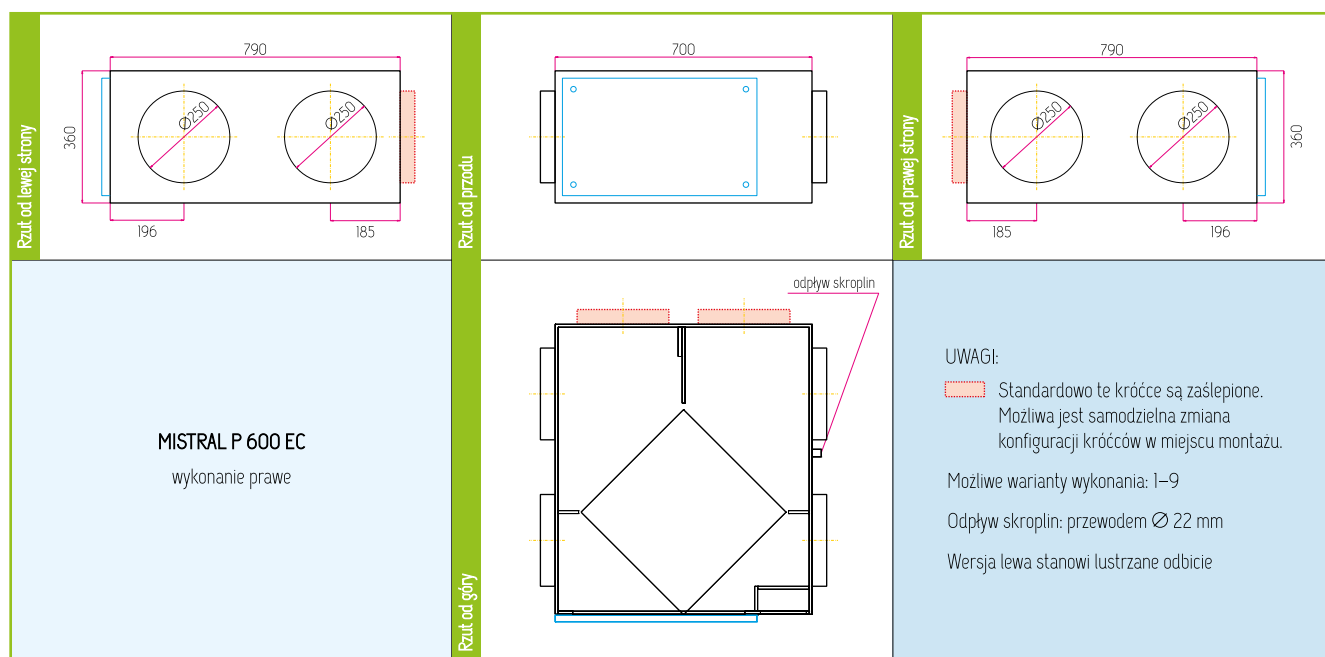 Rzut od lewej strony
790
360
Ø250
Ø250
196
185
Rzut od przodu
700
Rzut od prawej strony
790
Ø250
Ø250
360
185
196
MISTRAL P 600 EC
wykonanie prawe
Rzut od góry
odpływ skroplin
UWAGI:
Standardowo te króćce są zaślepione.
Możliwa jest samodzielna zmiana
konfiguracji króćców w miejscu montażu.
Możliwe warianty wykonania: 1–9
Odpływ skroplin: przewodem Ø 22 mm
Wersja lewa stanowi lustrzane odbicie